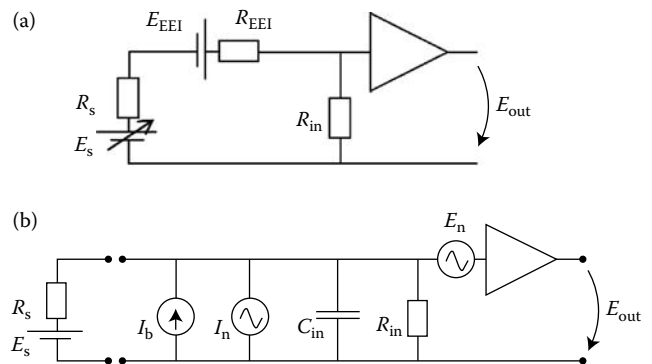 (a)
E_EEI
R_EEI
R_s
E_s
R_in
E_out
(b)
E_n
R_s
E_s
I_b
I_n
C_in
R_in
E_out